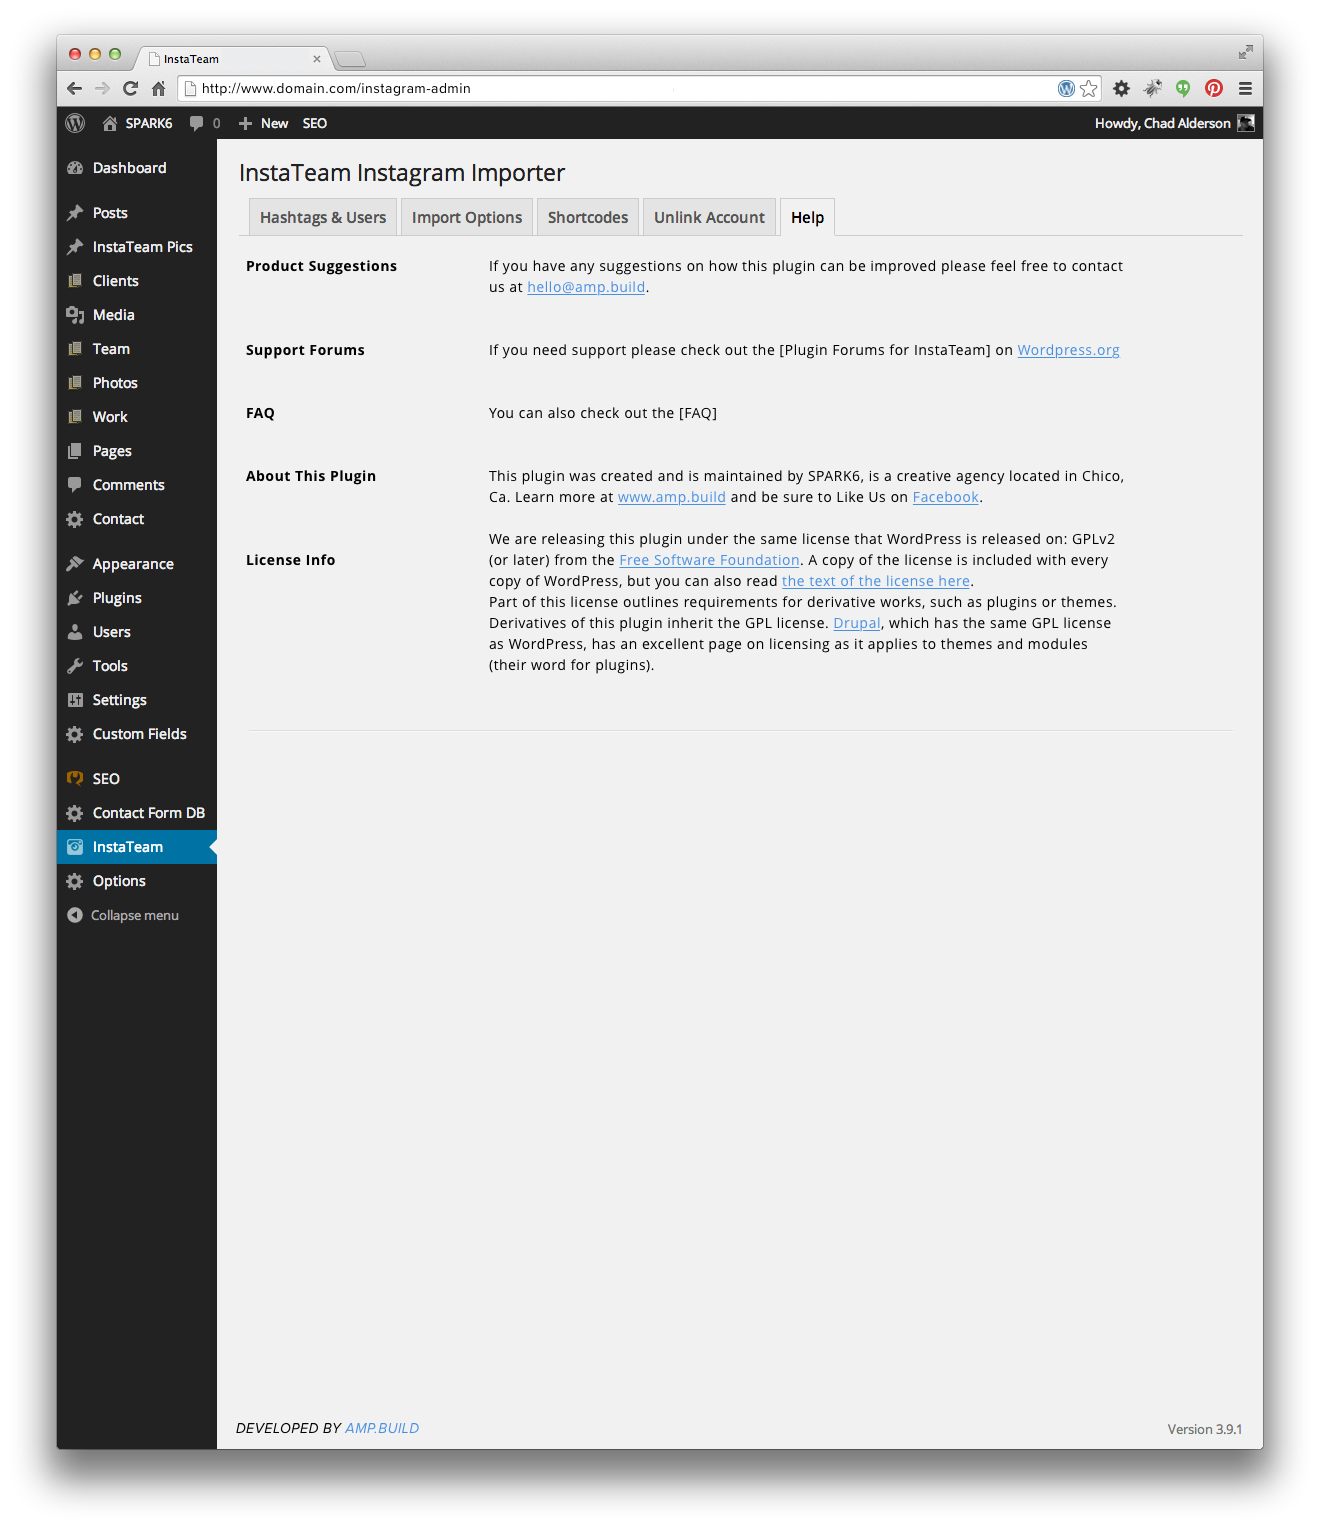 InstaTeam
http://www.domain.com/instagram-admin
SPARK6 0 New SEO Howdy, Chad Alderson
Dashboard
Posts
InstaTeam Pics
Clients
Media
Team
Photos
Work
Pages
Comments
Contact
Appearance
Plugins
Users
Tools
Settings
Custom Fields
SEO
Contact Form DB
InstaTeam
Options
Collapse menu
InstaTeam Instagram Importer
Hashtags & Users Import Options Shortcodes Unlink Account Help
Product Suggestions
If you have any suggestions on how this plugin can be improved please feel free to contact
us at hello@amp.build.
Support Forums
If you need support please check out the [Plugin Forums for InstaTeam] on Wordpress.org
FAQ
You can also check out the [FAQ]
About This Plugin
This plugin was created and is maintained by SPARK6, is a creative agency located in Chico,
Ca. Learn more at www.amp.build and be sure to Like Us on Facebook.
License Info
We are releasing this plugin under the same license that WordPress is released on: GPLv2
(or later) from the Free Software Foundation. A copy of the license is included with every
copy of WordPress, but you can also read the text of the license here.
Part of this license outlines requirements for derivative works, such as plugins or themes.
Derivatives of this plugin inherit the GPL license. Drupal, which has the same GPL license
as WordPress, has an excellent page on licensing as it applies to themes and modules
(their word for plugins).
DEVELOPED BY AMP.BUILD
Version 3.9.1